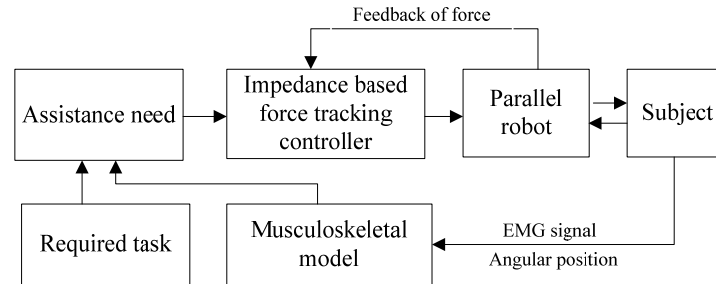 Feedback of force
Assistance need
Impedance based
force tracking
controller
Parallel
robot
Subject
Required task
Musculoskeletal
model
EMG signal
Angular position